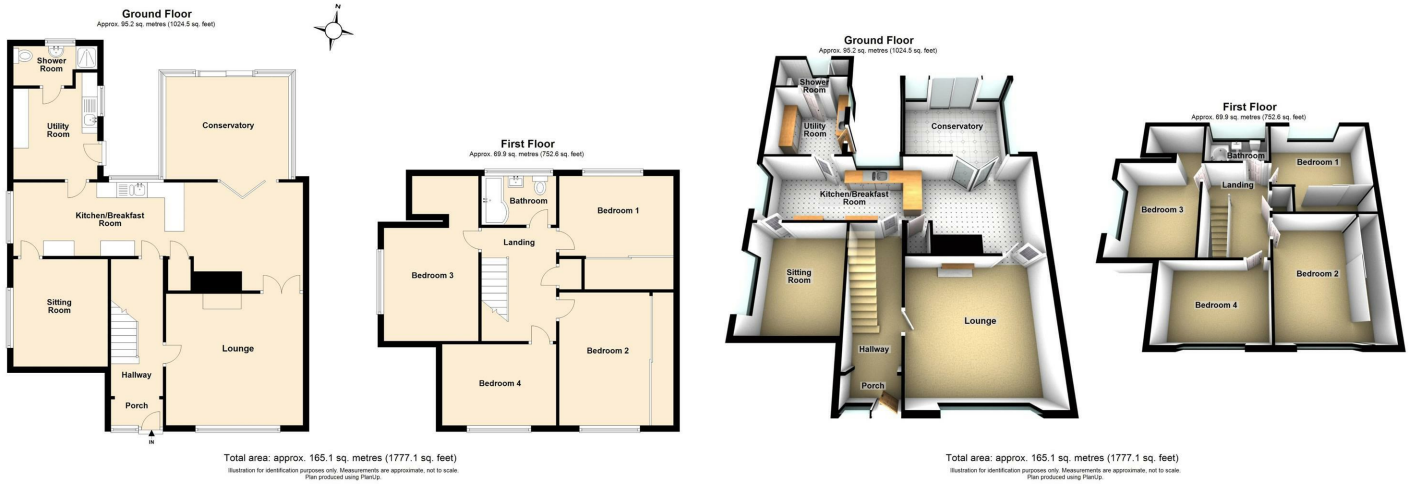 Ground Floor
Approx. 95.2 sq. metres (1024.5 sq. feet)
N
Shower
Room
Utility
Room
Conservatory
Kitchen/Breakfast
Room
Sitting
Room
Lounge
Hallway
Porch
IN
First Floor
Approx. 69.9 sq. metres (752.6 sq. feet)
Bathroom
Bedroom 1
Landing
Bedroom 3
Bedroom 2
Bedroom 4
Total area: approx. 165.1 sq. metres (1777.1 sq. feet)
Illustration for identification purposes only. Measurements are approximate, not to scale.
Plan produced using PlanUp.
Ground Floor
Approx. 95.2 sq. metres (1024.5 sq. feet)
Shower
Room
Utility
Room
Conservatory
Kitchen/Breakfast
Room
Sitting
Room
Lounge
Hallway
Porch
First Floor
Approx. 69.9 sq. metres (752.6 sq. feet)
Bathroom
Bedroom 1
Landing
Bedroom 3
Bedroom 2
Bedroom 4
Total area: approx. 165.1 sq. metres (1777.1 sq. feet)
Illustration for identification purposes only. Measurements are approximate, not to scale.
Plan produced using PlanUp.